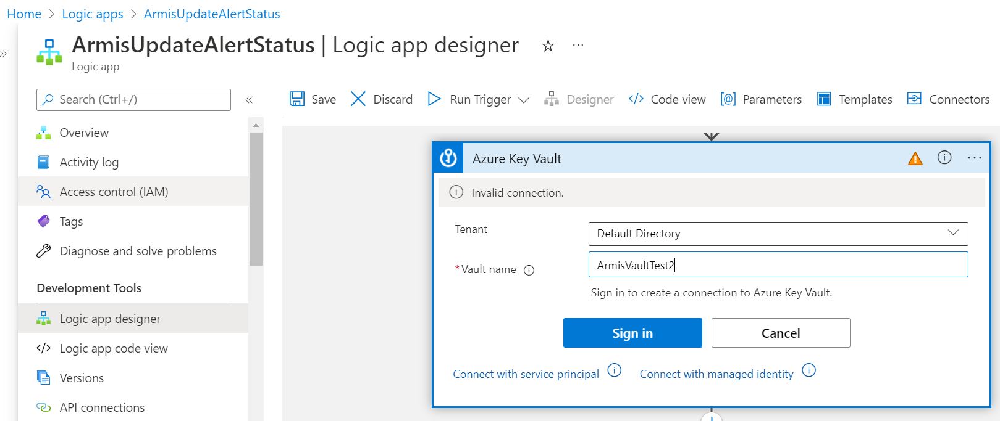 Home > Logic apps > ArmisUpdateAlertStatus
ArmisUpdateAlertStatus | Logic app designer
Logic app
Search (Ctrl+/)
Overview
Activity log
Access control (IAM)
Tags
Diagnose and solve problems
Development Tools
Logic app designer
Logic app code view
Versions
API connections
Save Discard Run Trigger Designer Code view Parameters Templates Connectors
Azure Key Vault
Invalid connection.
Tenant
Default Directory
*Vault name
ArmisVaultTest2
Sign in to create a connection to Azure Key Vault.
Sign in Cancel
Connect with service principal Connect with managed identity